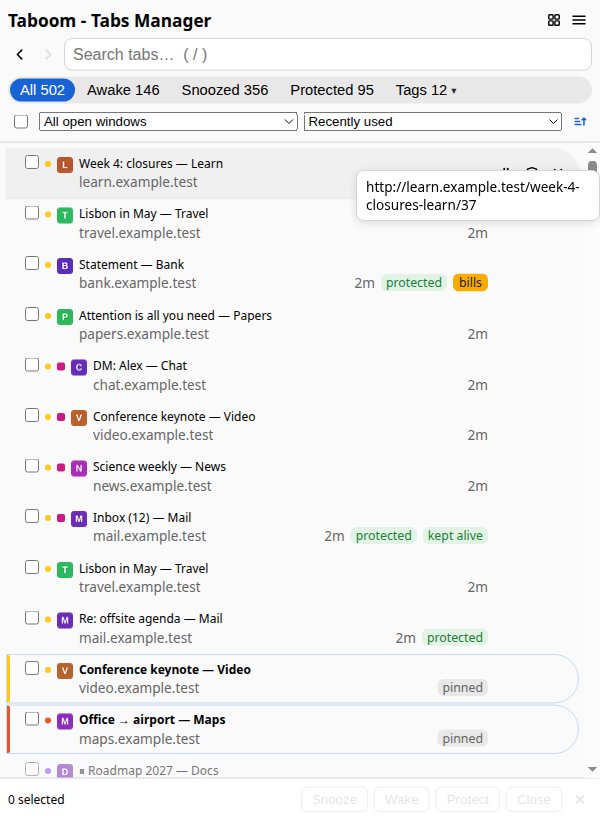 Taboom - Tabs Manager
Search tabs… ( / )
All 502 Awake 146 Snoozed 356 Protected 95 Tags 12 ▾
All open windows Recently used
L Week 4: closures — Learn
learn.example.test
http://learn.example.test/week-4-
closures-learn/37
T Lisbon in May — Travel
travel.example.test 2m
B Statement — Bank
bank.example.test 2m protected bills
P Attention is all you need — Papers
papers.example.test 2m
C DM: Alex — Chat
chat.example.test 2m
V Conference keynote — Video
video.example.test 2m
N Science weekly — News
news.example.test 2m
M Inbox (12) — Mail
mail.example.test 2m protected kept alive
T Lisbon in May — Travel
travel.example.test 2m
M Re: offsite agenda — Mail
mail.example.test 2m protected
V Conference keynote — Video
video.example.test pinned
M Office → airport — Maps
maps.example.test pinned
D Roadmap 2027 — Docs
0 selected Snooze Wake Protect Close ✕